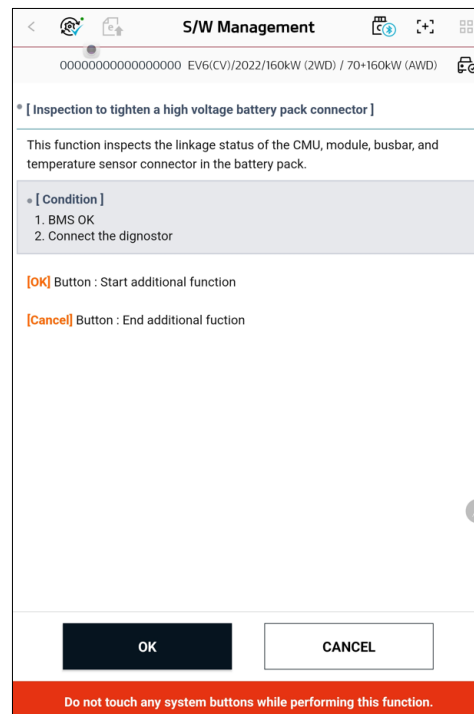 S/W Management
00000000000000000 EV6(CV)/2022/160kW (2WD) / 70+160kW (AWD)
[ Inspection to tighten a high voltage battery pack connector ]
This function inspects the linkage status of the CMU, module, busbar, and
temperature sensor connector in the battery pack.
[ Condition ]
1. BMS OK
2. Connect the dignostor
[OK] Button : Start additional function
[Cancel] Button : End additional fuction
OK
CANCEL
Do not touch any system buttons while performing this function.